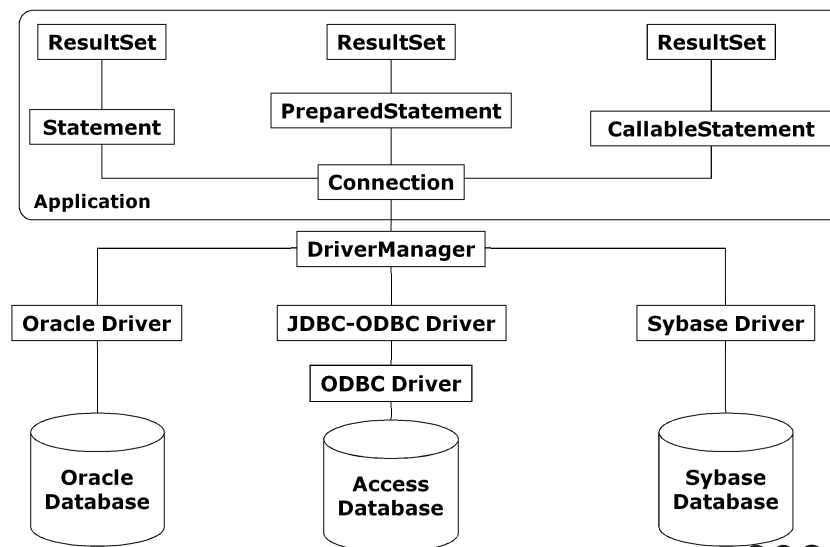 ResultSet
ResultSet
ResultSet
Statement
PreparedStatement
CallableStatement
Connection
Application
DriverManager
Oracle Driver
JDBC-ODBC Driver
Sybase Driver
ODBC Driver
Oracle
Database
Access
Database
Sybase
Database